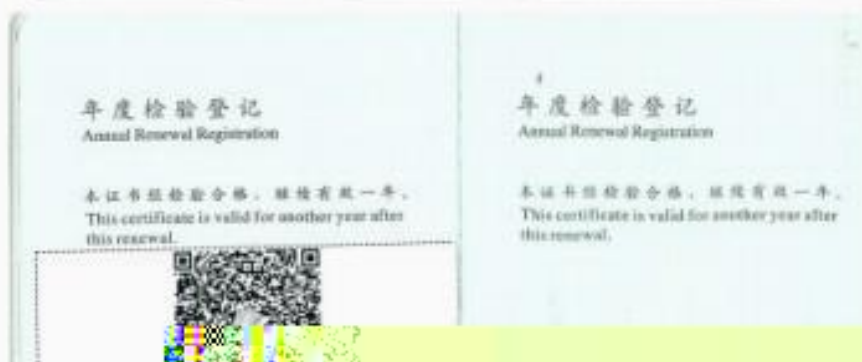 年度检验登记
Annual Renewal Registration
本证书经检验合格，继续有效一年。
This certificate is valid for another year after
this renewal.
年度检验登记
Annual Renewal Registration
本证书经检验合格，继续有效一年。
This certificate is valid for another year after
this renewal.